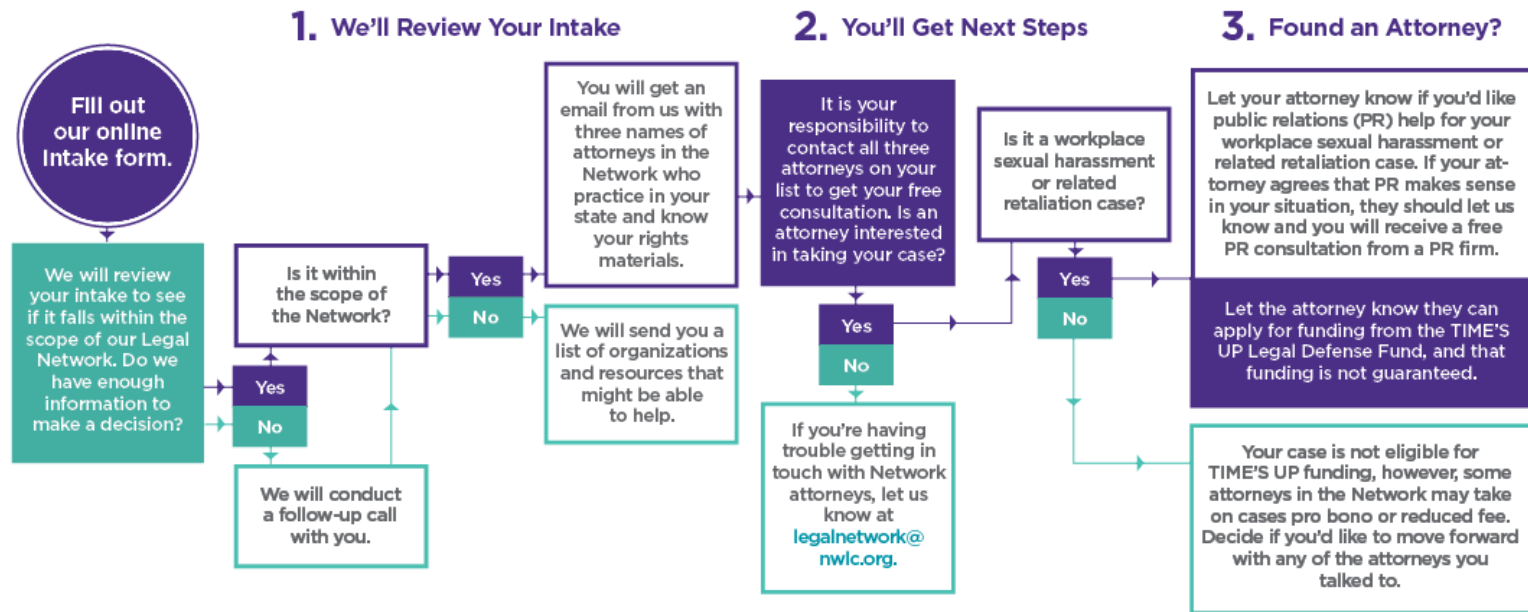 1. We'll Review Your Intake
2. You'll Get Next Steps
3. Found an Attorney?
Fill out
our online
Intake form.
We will review
your intake to see
if it falls within the
scope of our Legal
Network. Do we
have enough
information to
make a decision?
Yes
No
We will conduct
a follow-up call
with you.
Is it within
the scope of
the Network?
Yes
No
You will get an
email from us with
three names of
attorneys in the
Network who
practice in your
state and know
your rights
materials.
We will send you a
list of organizations
and resources that
might be able
to help.
It is your
responsibility to
contact all three
attorneys on your
list to get your free
consultation. Is an
attorney interested
in taking your case?
Yes
No
If you're having
trouble getting in
touch with Network
attorneys, let us
know at
legalnetwork@
nwlc.org.
Is it a workplace
sexual harassment
or related
retaliation case?
Yes
No
Let your attorney know if you'd like
public relations (PR) help for your
workplace sexual harassment or
related retaliation case. If your at-
torney agrees that PR makes sense
in your situation, they should let us
know and you will receive a free
PR consultation from a PR firm.
Let the attorney know they can
apply for funding from the TIME'S
UP Legal Defense Fund, and that
funding is not guaranteed.
Your case is not eligible for
TIME'S UP funding, however, some
attorneys in the Network may take
on cases pro bono or reduced fee.
Decide if you'd like to move forward
with any of the attorneys you
talked to.